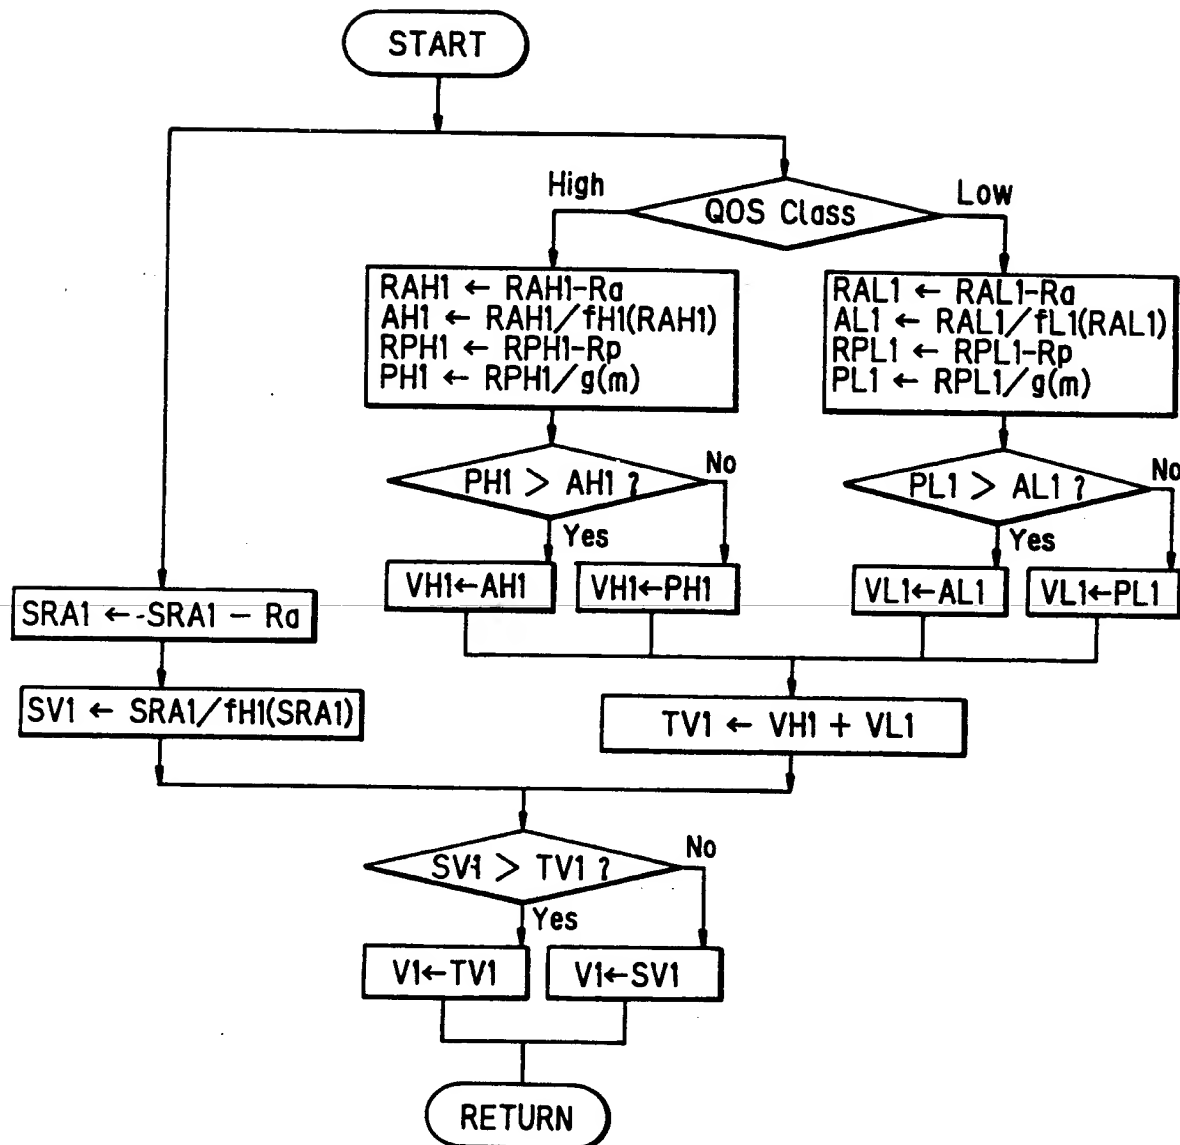 START
High
QOS Class
Low
RAH1 ← RAH1-Ra
AH1 ← RAH1/fH1(RAH1)
RPH1 ← RPH1-Rp
PH1 ← RPH1/g(m)
RAL1 ← RAL1-Ra
AL1 ← RAL1/fL1(RAL1)
RPL1 ← RPL1-Rp
PL1 ← RPL1/g(m)
PH1 > AH1 ?
No
Yes
PL1 > AL1 ?
No
Yes
VH1←AH1
VH1←PH1
VL1←AL1
VL1←PL1
SRA1 ← SRA1 – Ra
SV1 ← SRA1/fH1(SRA1)
TV1 ← VH1 + VL1
SV1 > TV1 ?
No
Yes
V1←TV1
V1←SV1
RETURN